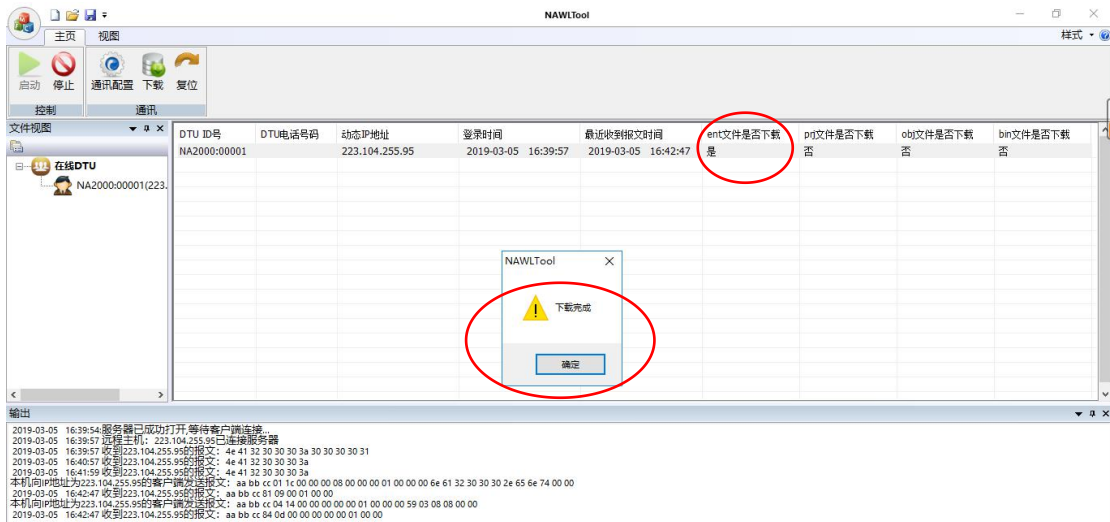 NAWLTool
主页 视图 样式
启动 停止 通讯配置 下载 复位
控制 通讯
文件视图
在线DTU
NA2000:00001(223.
DTU ID号 DTU电话号码 动态IP地址 登录时间 最近收到报文时间 ent文件是否下载 prj文件是否下载 obj文件是否下载 bin文件是否下载
NA2000:00001 223.104.255.95 2019-03-05 16:39:57 2019-03-05 16:42:47 是 否 否 否
NAWLTool
下载完成
确定
输出
2019-03-05 16:39:54:服务器已成功打开,等待客户端连接...
2019-03-05 16:39:57 远程主机：223.104.255.95已连接服务器
2019-03-05 16:39:57 收到223.104.255.95的报文：4e 41 32 30 30 30 3a 30 30 30 30 31
2019-03-05 16:40:57 收到223.104.255.95的报文：4e 41 32 30 30 30 3a
2019-03-05 16:41:59 收到223.104.255.95的报文：4e 41 32 30 30 30 3a
本机向IP地址为223.104.255.95的客户端发送报文：aa bb cc 01 1c 00 00 00 08 00 00 00 01 00 00 00 6e 61 32 30 30 30 2e 65 6e 74 00 00
2019-03-05 16:42:47 收到223.104.255.95的报文：aa bb cc 81 09 00 01 00 00
本机向IP地址为223.104.255.95的客户端发送报文：aa bb cc 04 14 00 00 00 00 00 00 01 00 00 00 59 03 08 08 00 00
2019-03-05 16:42:47 收到223.104.255.95的报文：aa bb cc 84 0d 00 00 00 00 00 01 00 00